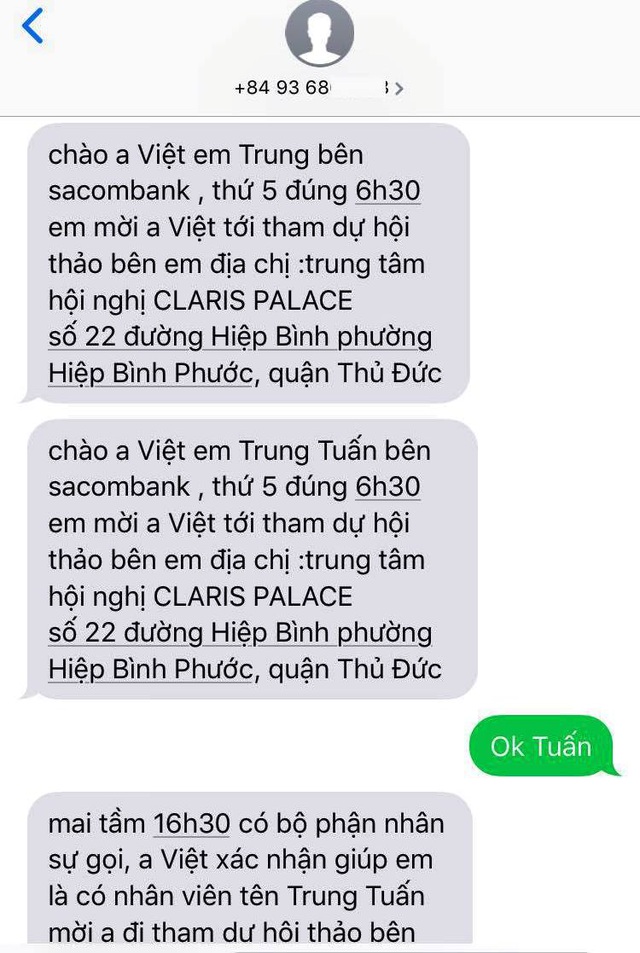 +84 93 68
chào a Việt em Trung bên
sacombank , thứ 5 đúng 6h30
em mời a Việt tới tham dự hội
thảo bên em địa chỉ :trung tâm
hội nghị CLARIS PALACE
số 22 đường Hiệp Bình phường
Hiệp Bình Phước, quận Thủ Đức
chào a Việt em Trung Tuấn bên
sacombank , thứ 5 đúng 6h30
em mời a Việt tới tham dự hội
thảo bên em địa chỉ :trung tâm
hội nghị CLARIS PALACE
số 22 đường Hiệp Bình phường
Hiệp Bình Phước, quận Thủ Đức
Ok Tuấn
mai tầm 16h30 có bộ phận nhân
sự gọi, a Việt xác nhận giúp em
là có nhân viên tên Trung Tuấn
mời a đi tham dự hội thảo bên